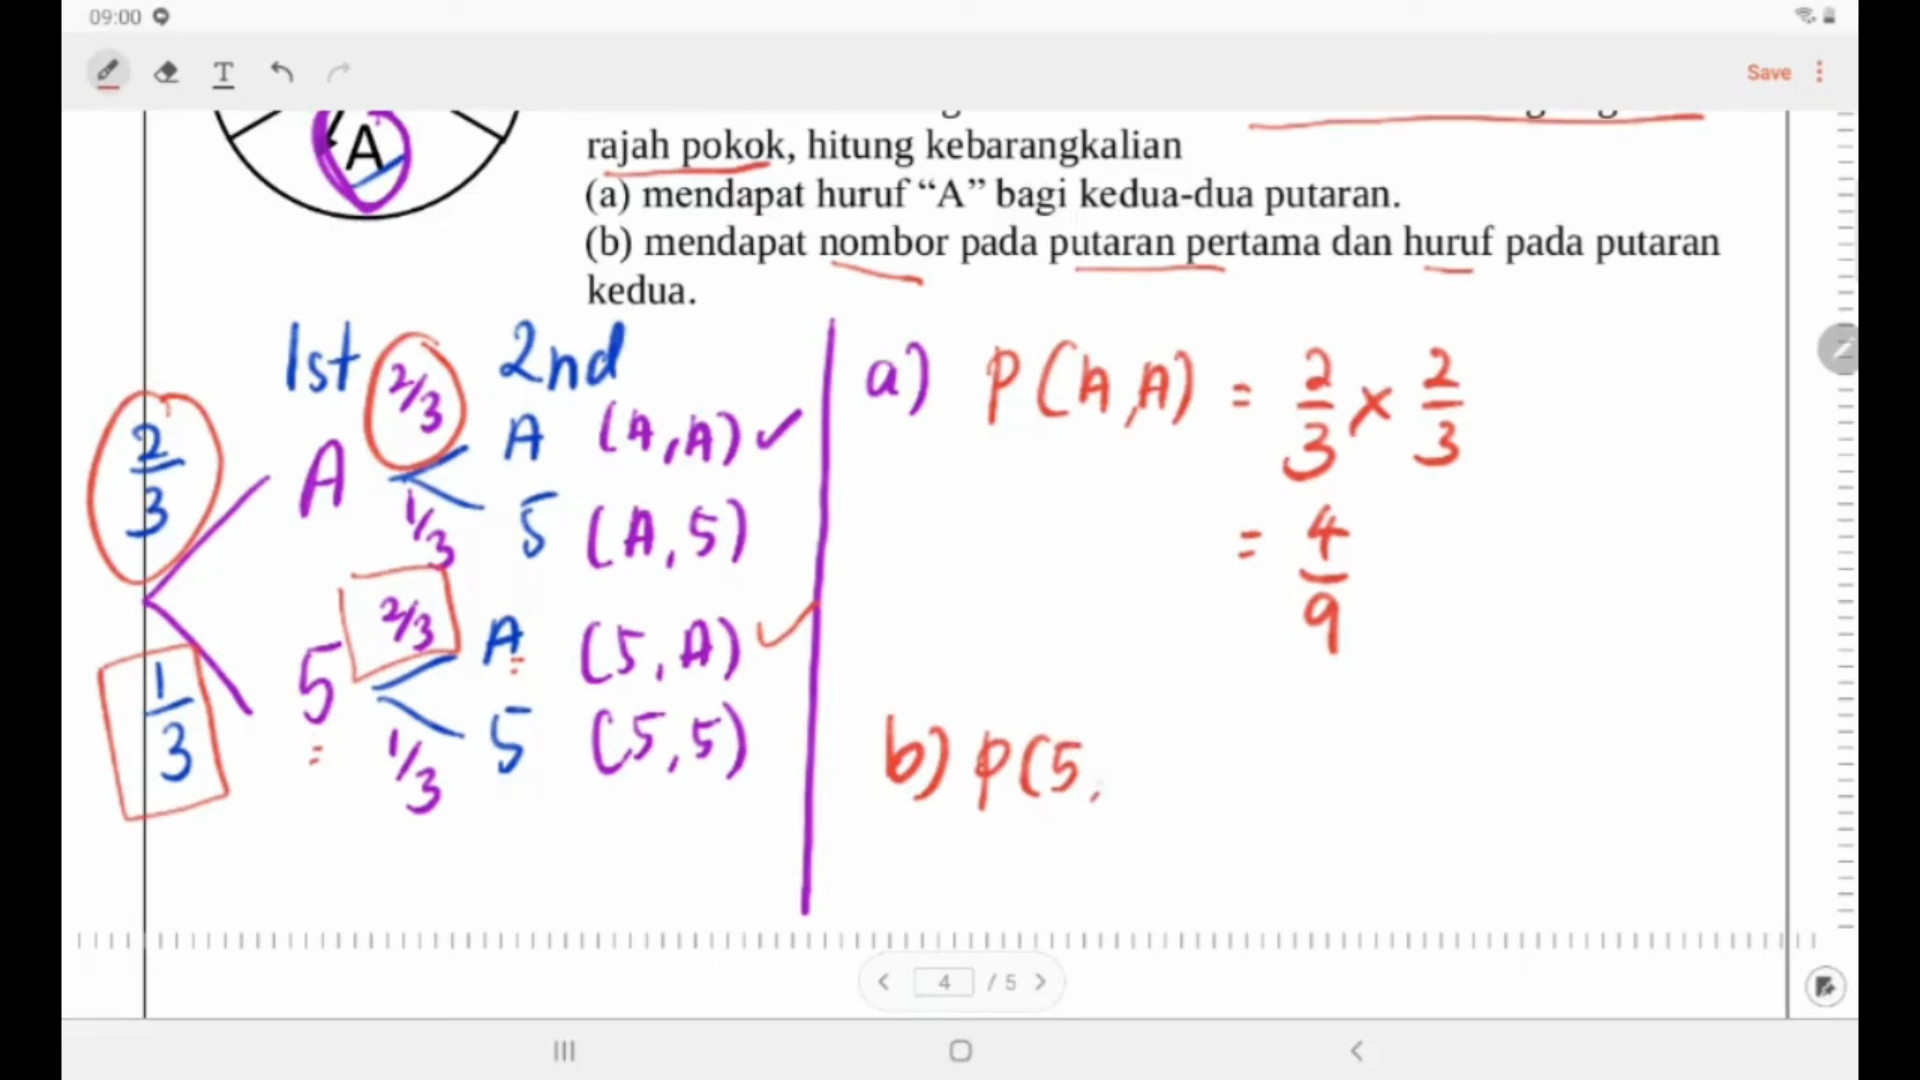 09:00
T
Save
A
rajah pokok, hitung kebarangkalian
(a) mendapat huruf “A” bagi kedua-dua putaran.
(b) mendapat nombor pada putaran pertama dan huruf pada putaran
kedua.
1st 2/3 2nd
2/3 A A (A,A) ✓
1/3 5 (A,5)
2/3 A (5,A) ✓
1/3 5 1/3 5 (5,5)
a) P(A,A) = 2/3 × 2/3
= 4/9
b) P(5,
4 / 5